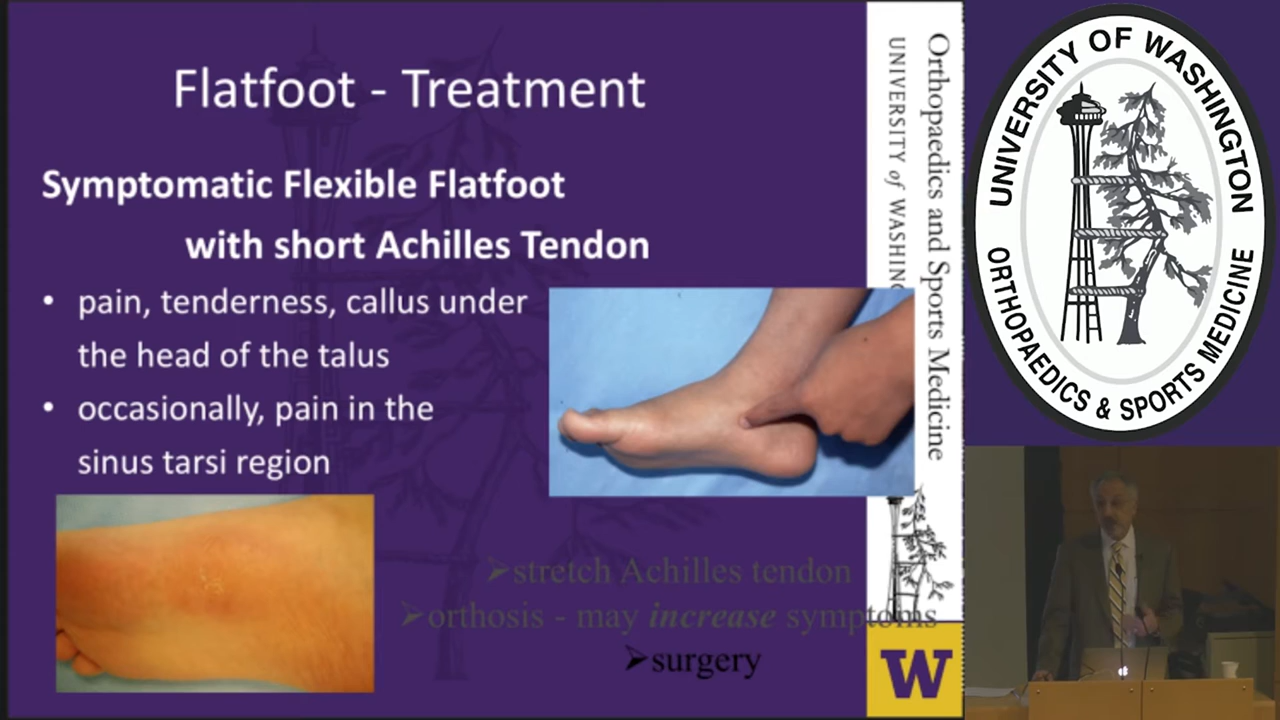 Flatfoot - Treatment
Symptomatic Flexible Flatfoot
with short Achilles Tendon
• pain, tenderness, callus under
the head of the talus
• occasionally, pain in the
sinus tarsi region
➢stretch Achilles tendon
➢orthosis - may increase symptoms
➢surgery
Orthopaedics and Sports Medicine
UNIVERSITY of WASHING
W
UNIVERSITY OF WASHINGTON
ORTHOPAEDICS & SPORTS MEDICINE